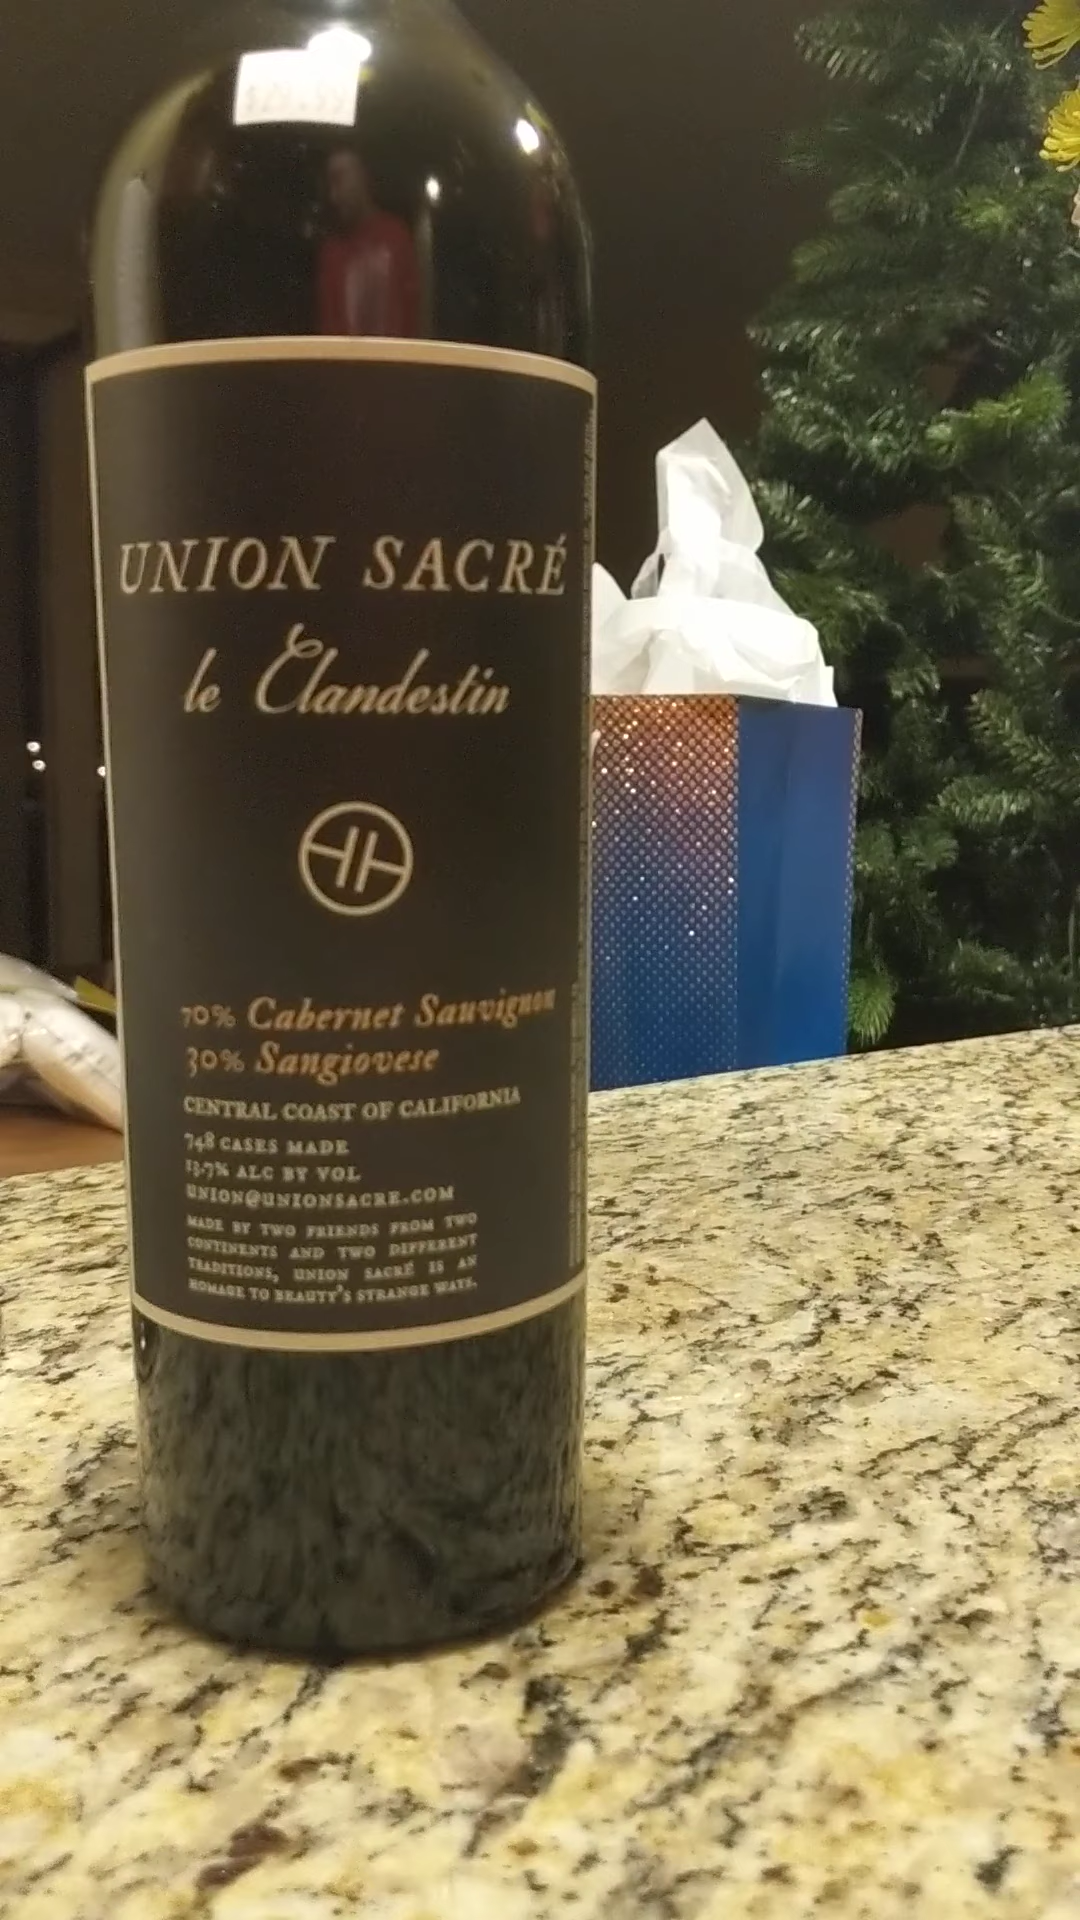 UNION SACRÉ
le Clandestin
70% Cabernet Sauvignon
30% Sangiovese
CENTRAL COAST OF CALIFORNIA
748 CASES MADE
13.7% ALC BY VOL
UNION@UNIONSACRE.COM
MADE BY TWO FRIENDS FROM TWO
CONTINENTS AND TWO DIFFERENT
TRADITIONS, UNION SACRÉ IS AN
HOMAGE TO BEAUTY'S STRANGE WAYS.